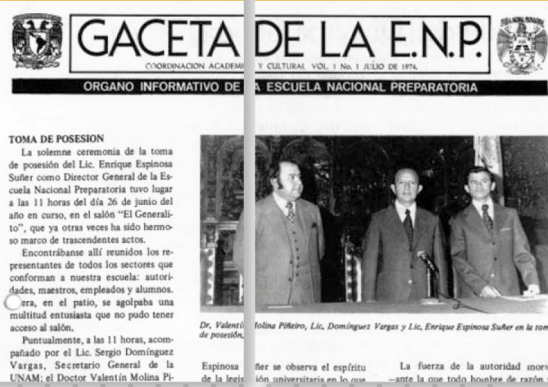 GACETA DE LA E.N.P.
COORDINACION ACADEMI Y CULTURAL VOL. 1 No. 1 JULIO DE 1974.
ORGANO INFORMATIVO DE A ESCUELA NACIONAL PREPARATORIA
TOMA DE POSESION
La solemne ceremonia de la toma
de posesión del Lic. Enrique Espinosa
Suñer como Director General de la Es-
cuela Nacional Preparatoria tuvo lugar
a las 11 horas del día 26 de junio del
año en curso, en el salón "El Generali-
to", que ya otras veces ha sido hermo-
so marco de trascendentes actos.
Encontrábanse allí reunidos los re-
presentantes de todos los sectores que
conforman a nuestra escuela: autori-
dades, maestros, empleados y alumnos.
era, en el patio, se agolpaba una
multitud entusiasta que no pudo tener
acceso al salón.
Puntualmente, a las 11 horas, acom-
pañado por el Lic. Sergio Domínguez
Vargas, Secretario General de la
UNAM; el Doctor Valentín Molina Pi-
Dr. Valentí Molina Piñeiro, Lic. Domínguez Vargas y Lic. Enrique Espinosa Suñer en la tom
de posesión.
Espinosa ñer se observa el espíritu
de la legis ión universitaria en lo que
La fuerza de la autoridad mor
—ante la que todo hombre de razón